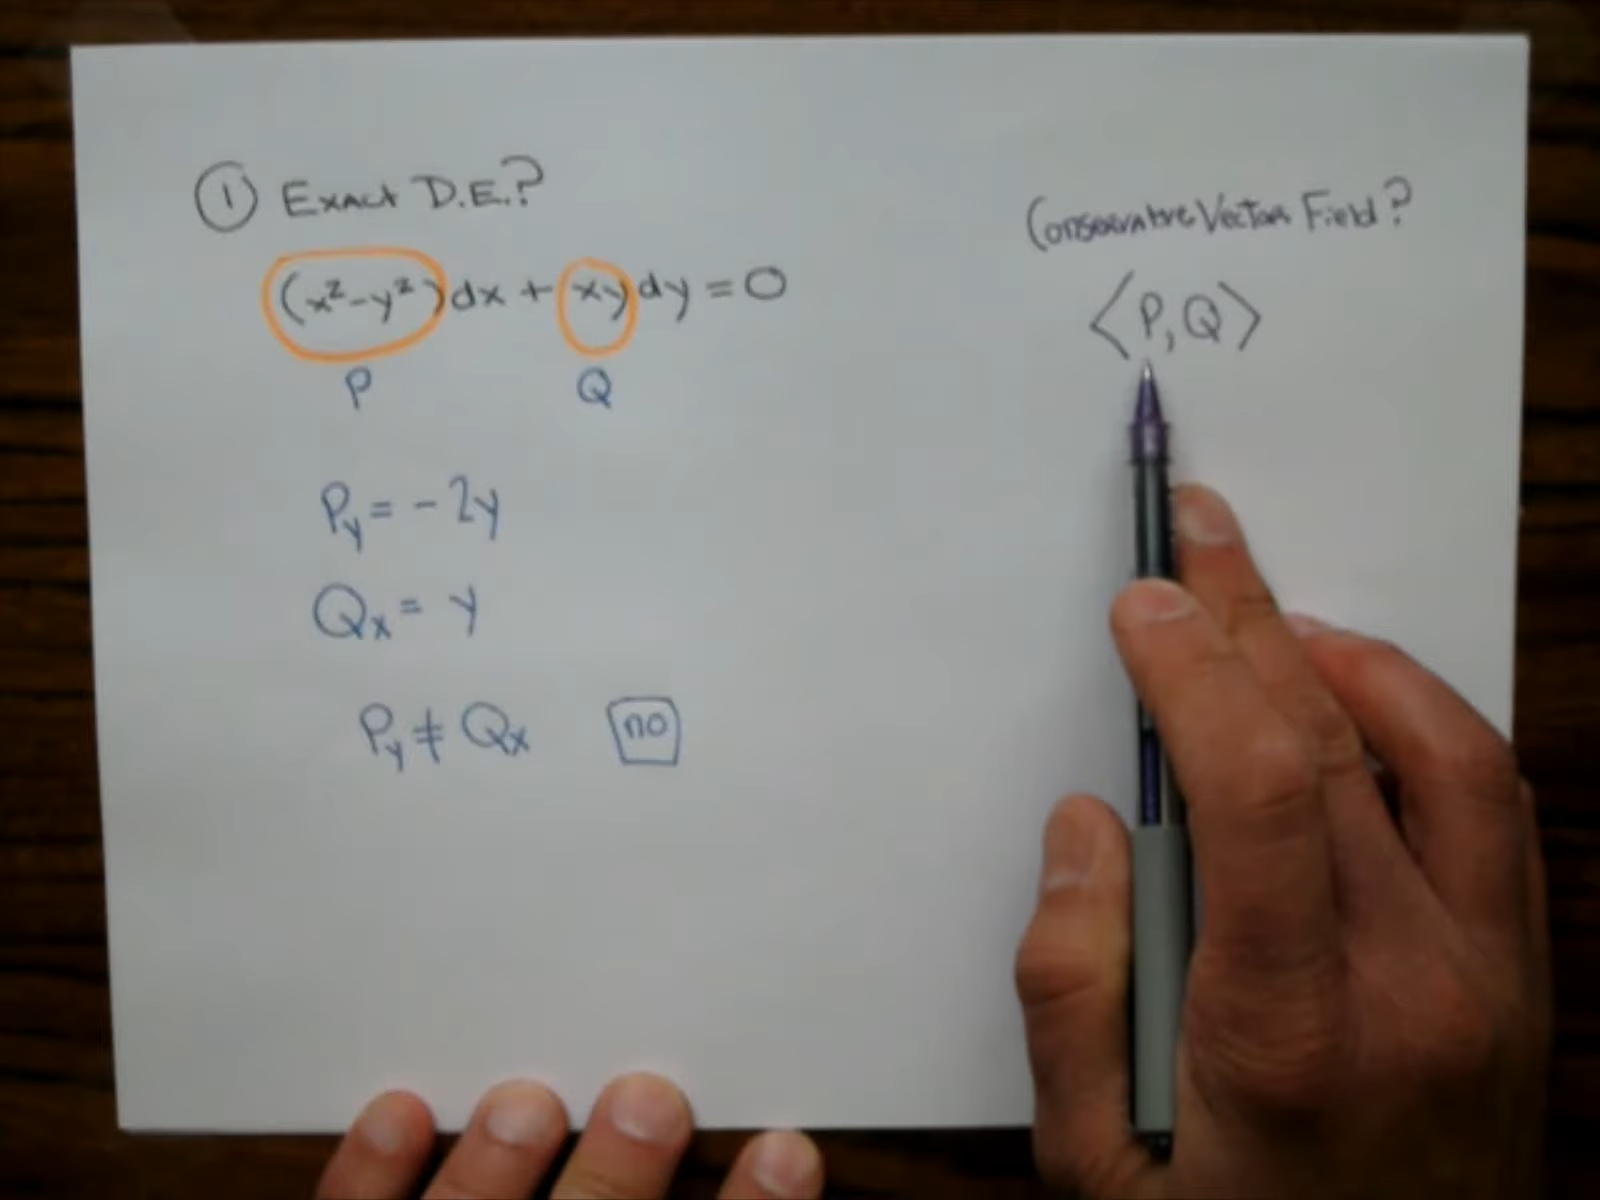 ① Exact D.E.?
(x²-y²)dx + xy dy = 0
P Q
Py = -2y
Qx = y
Py ≠ Qx no
Conservative Vector Field?
⟨P, Q⟩